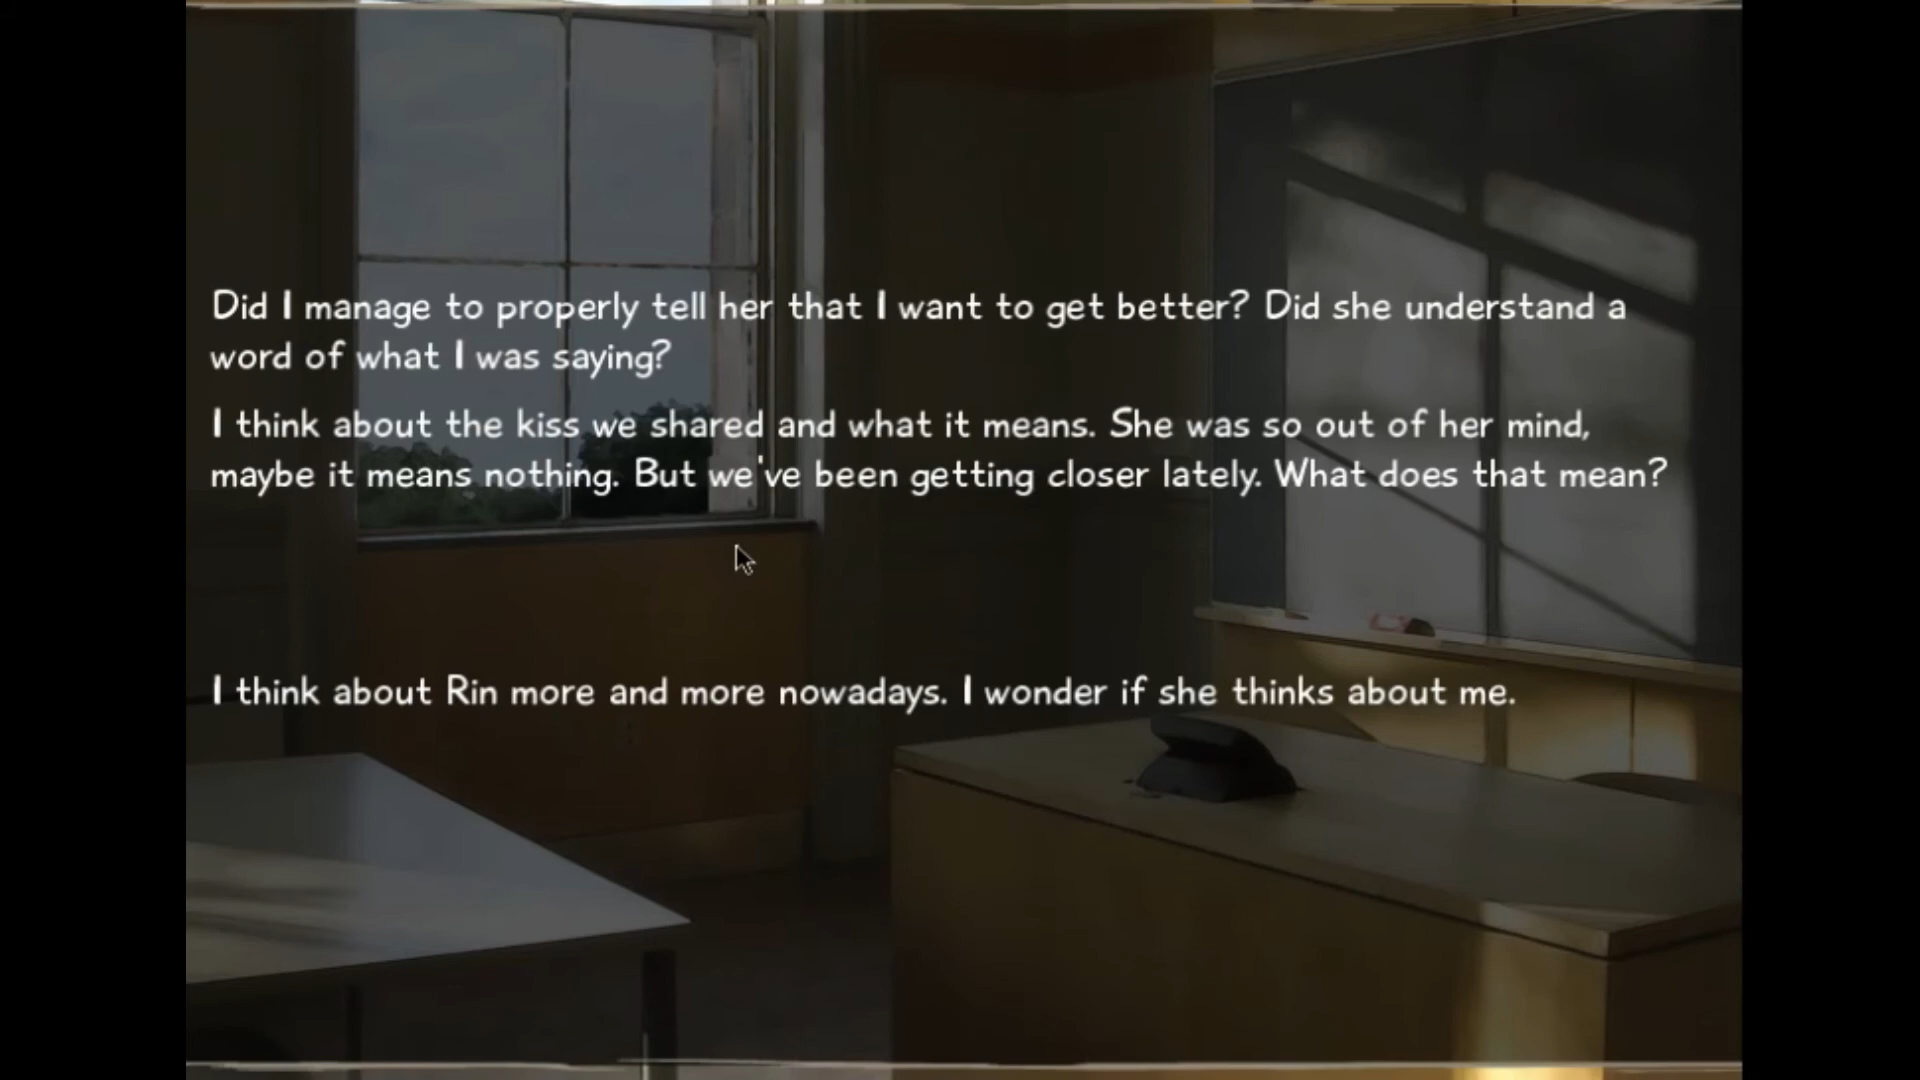 Did I manage to properly tell her that I want to get better? Did she understand a
word of what I was saying?
I think about the kiss we shared and what it means. She was so out of her mind,
maybe it means nothing. But we've been getting closer lately. What does that mean?
I think about Rin more and more nowadays. I wonder if she thinks about me.